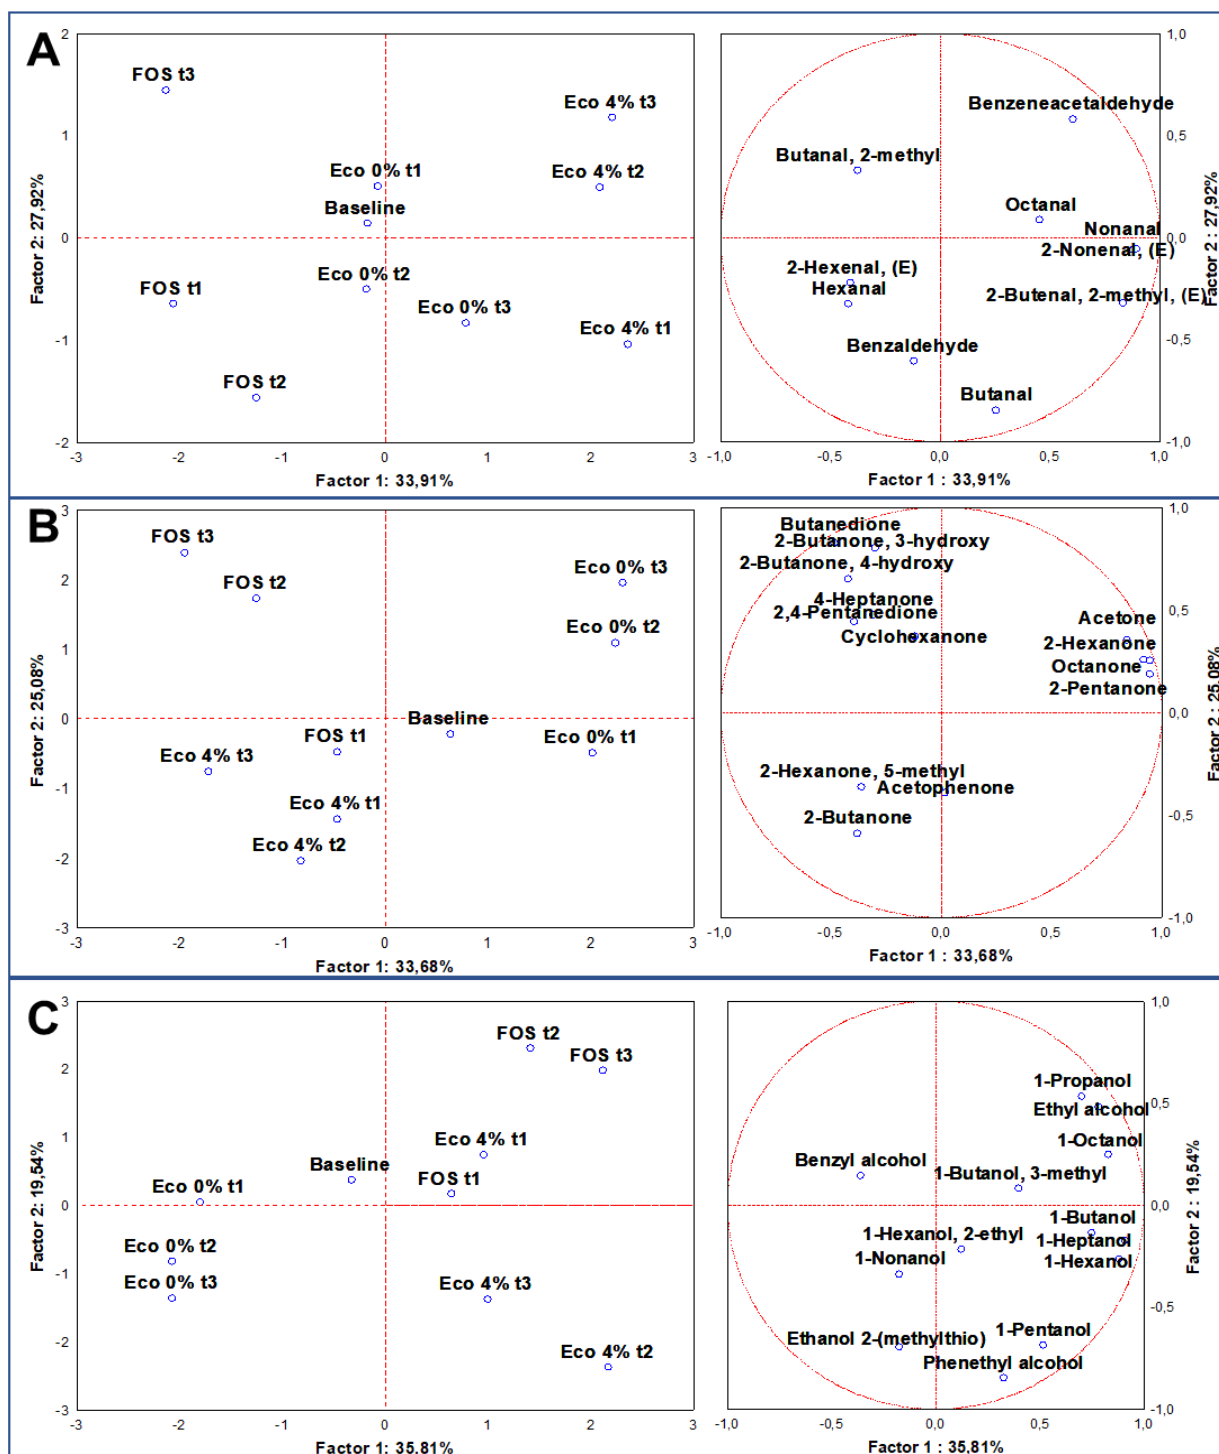 A
2
1
0
-1
-2
-3
-2
-1
0
1
2
3
Factor 2: 27,92%
Factor 1: 33,91%
FOS t3
Eco 4% t3
Eco 0% t1
Eco 4% t2
Baseline
Eco 0% t2
FOS t1
Eco 0% t3
Eco 4% t1
FOS t2
1,0
0,5
0,0
-0,5
-1,0
-1,0
-0,5
0,0
0,5
1,0
Factor 2 : 27,92%
Factor 1 : 33,91%
Benzeneacetaldehyde
Butanal, 2-methyl
Octanal
Nonanal
2-Nonenal, (E)
2-Hexenal, (E)
Hexanal
2-Butenal, 2-methyl, (E)
Benzaldehyde
Butanal
B
3
2
1
0
-1
-2
-3
-3
-2
-1
0
1
2
3
Factor 2: 25,08%
Factor 1: 33,68%
FOS t3
FOS t2
Eco 0% t3
Eco 0% t2
Baseline
FOS t1
Eco 0% t1
Eco 4% t3
Eco 4% t1
Eco 4% t2
1,0
0,5
0,0
-0,5
-1,0
-1,0
-0,5
0,0
0,5
1,0
Factor 2 : 25,08%
Factor 1 : 33,68%
Butanedione
2-Butanone, 3-hydroxy
2-Butanone, 4-hydroxy
4-Heptanone
2,4-Pentanedione
Cyclohexanone
Acetone
2-Hexanone
Octanone
2-Pentanone
2-Hexanone, 5-methyl
Acetophenone
2-Butanone
C
3
2
1
0
-1
-2
-3
-3
-2
-1
0
1
2
3
Factor 2: 19,54%
Factor 1: 35,81%
FOS t2
FOS t3
Eco 4% t1
Baseline
FOS t1
Eco 0% t1
Eco 0% t2
Eco 0% t3
Eco 4% t3
Eco 4% t2
1,0
0,5
0,0
-0,5
-1,0
-1,0
-0,5
0,0
0,5
1,0
Factor 2 : 19,54%
Factor 1 : 35,81%
1-Propanol
Ethyl alcohol
1-Octanol
Benzyl alcohol
1-Butanol, 3-methyl
1-Butanol
1-Hexanol, 2-ethyl
1-Heptanol
1-Nonanol
1-Hexanol
1-Pentanol
Ethanol 2-(methylthio)
Phenethyl alcohol